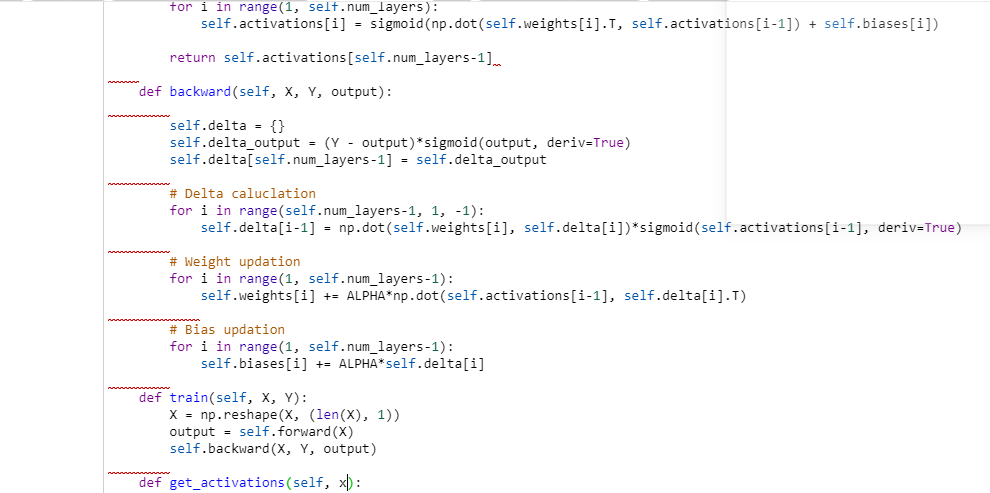 for i in range(1, self.num_layers):
self.activations[i] = sigmoid(np.dot(self.weights[i].T, self.activations[i-1]) + self.biases[i])
return self.activations[self.num_layers-1]
def backward(self, X, Y, output):
self.delta = {}
self.delta_output = (Y - output)*sigmoid(output, deriv=True)
self.delta[self.num_layers-1] = self.delta_output
# Delta caluclation
for i in range(self.num_layers-1, 1, -1):
self.delta[i-1] = np.dot(self.weights[i], self.delta[i])*sigmoid(self.activations[i-1], deriv=True)
# Weight updation
for i in range(1, self.num_layers-1):
self.weights[i] += ALPHA*np.dot(self.activations[i-1], self.delta[i].T)
# Bias updation
for i in range(1, self.num_layers-1):
self.biases[i] += ALPHA*self.delta[i]
def train(self, X, Y):
X = np.reshape(X, (len(X), 1))
output = self.forward(X)
self.backward(X, Y, output)
def get_activations(self, x):